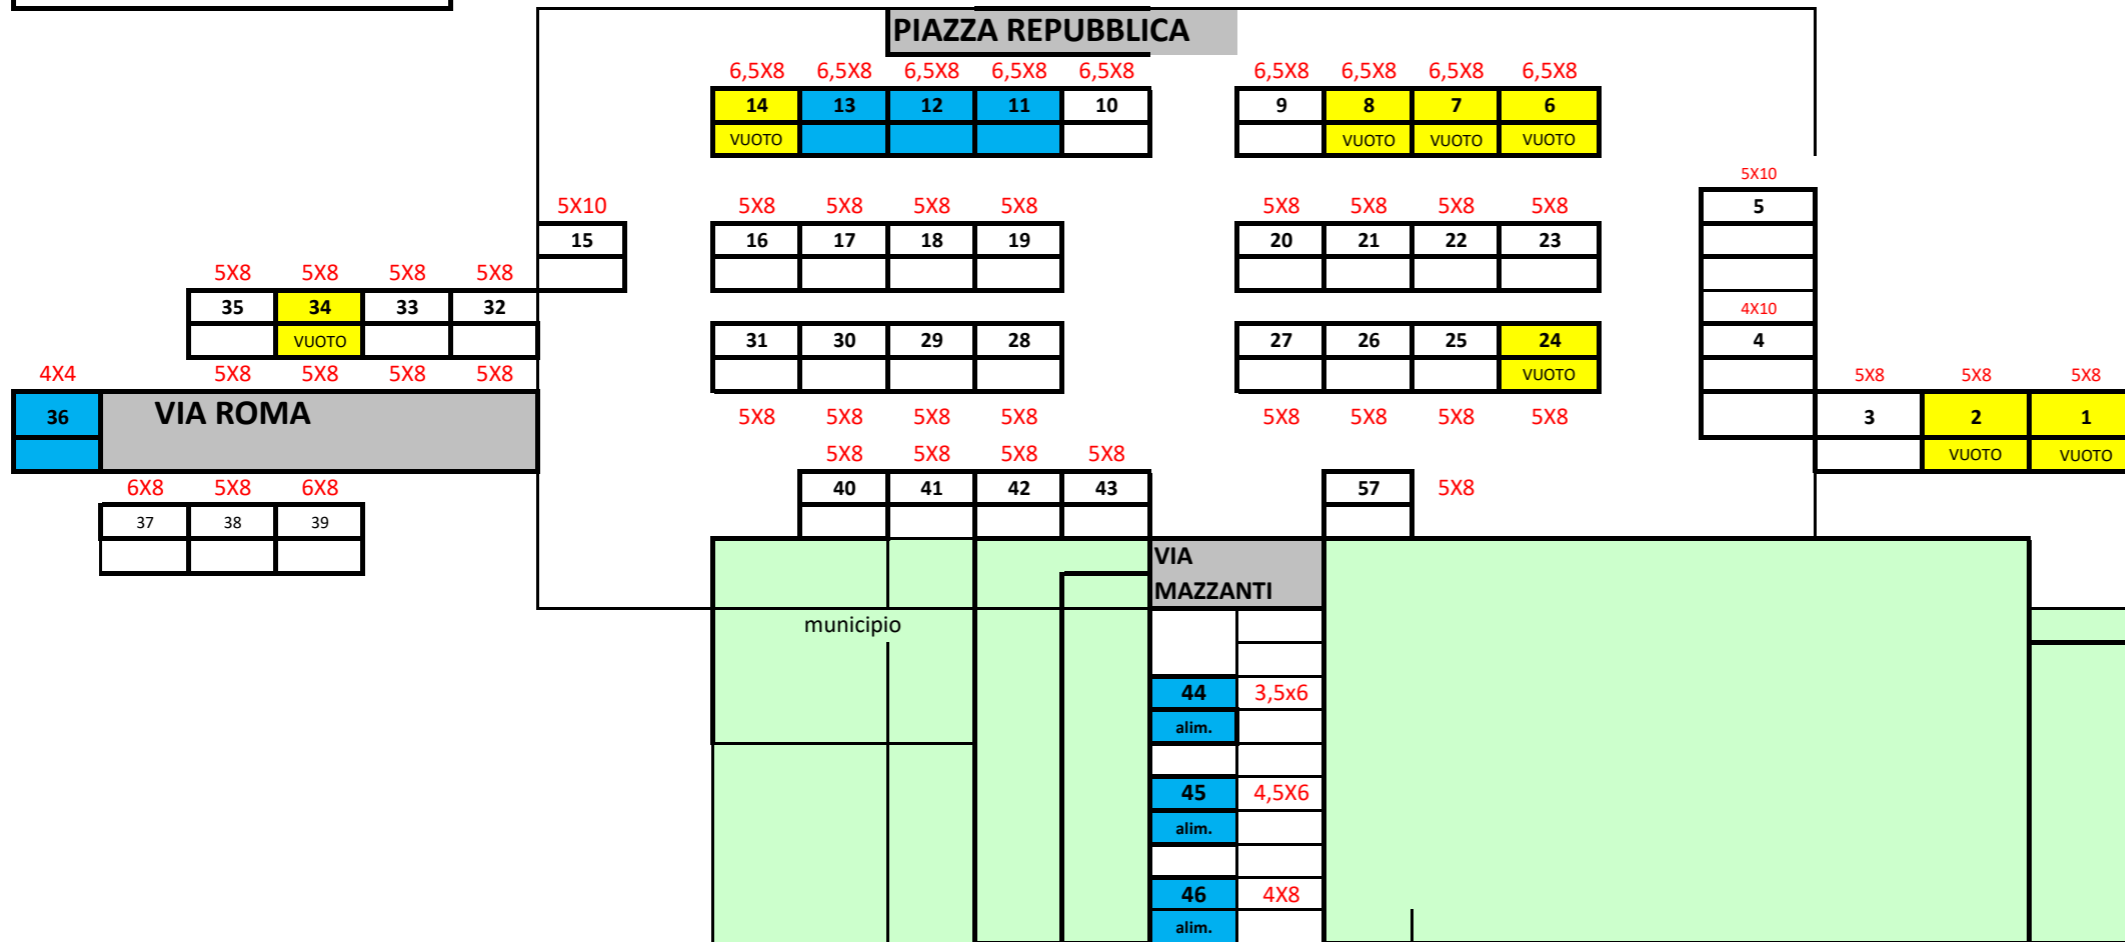 PIAZZA REPUBBLICA
6,5X8 6,5X8 6,5X8 6,5X8 6,5X8 6,5X8 6,5X8 6,5X8 6,5X8
14 13 12 11 10 9 8 7 6
VUOTO VUOTO VUOTO VUOTO
5X10
5X10 5X8 5X8 5X8 5X8 5X8 5X8 5X8 5X8 5
15 16 17 18 19 20 21 22 23
5X8 5X8 5X8 5X8
35 34 33 32 4X10
VUOTO 31 30 29 28 27 26 25 24 4
4X4 5X8 5X8 5X8 5X8 VUOTO 5X8 5X8 5X8
36 VIA ROMA 5X8 5X8 5X8 5X8 5X8 5X8 5X8 5X8 3 2 1
5X8 5X8 5X8 5X8 VUOTO VUOTO
6X8 5X8 6X8 40 41 42 43 57 5X8
37 38 39
VIA
MAZZANTI
municipio
44 3,5x6
alim.
45 4,5X6
alim.
46 4X8
alim.